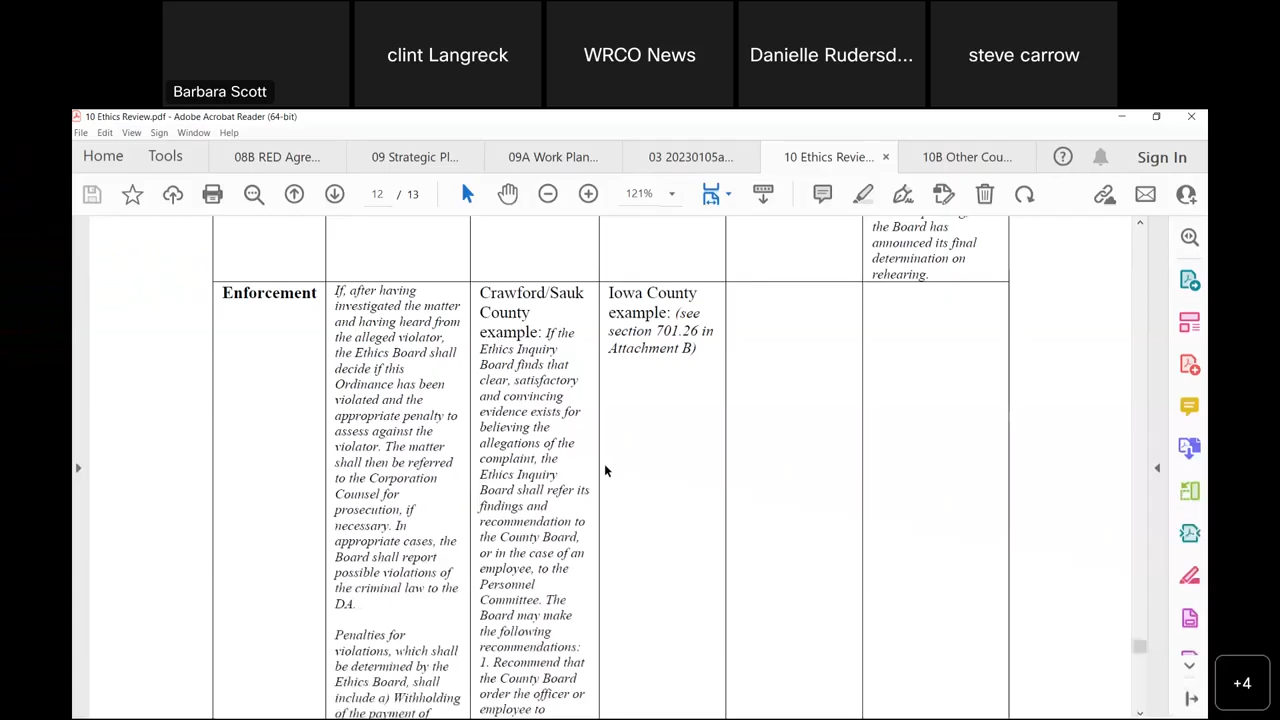 clint Langreck
WRCO News
Danielle Rudersd...
steve carrow
Barbara Scott
10 Ethics Review.pdf - Adobe Acrobat Reader (64-bit)
File Edit View Sign Window Help
Home Tools 08B RED Agre... 09 Strategic Pl... 09A Work Plan... 03 20230105a... 10 Ethics Revie... × 10B Other Cou... Sign In
12 / 13 121%
the Board has
announced its final
determination on
rehearing.
Enforcement
If, after having
investigated the matter
and having heard from
the alleged violator,
the Ethics Board shall
decide if this
Ordinance has been
violated and the
appropriate penalty to
assess against the
violator. The matter
shall then be referred
to the Corporation
Counsel for
prosecution, if
necessary. In
appropriate cases, the
Board shall report
possible violations of
the criminal law to the
DA.
Penalties for
violations, which shall
be determined by the
Ethics Board, shall
include a) Withholding
of the payment of
Crawford/Sauk
County
example: If the
Ethics Inquiry
Board finds that
clear, satisfactory
and convincing
evidence exists for
believing the
allegations of the
complaint, the
Ethics Inquiry
Board shall refer its
findings and
recommendation to
the County Board,
or in the case of an
employee, to the
Personnel
Committee. The
Board may make
the following
recommendations:
1. Recommend that
the County Board
order the officer or
employee to
Iowa County
example: (see
section 701.26 in
Attachment B)
+4